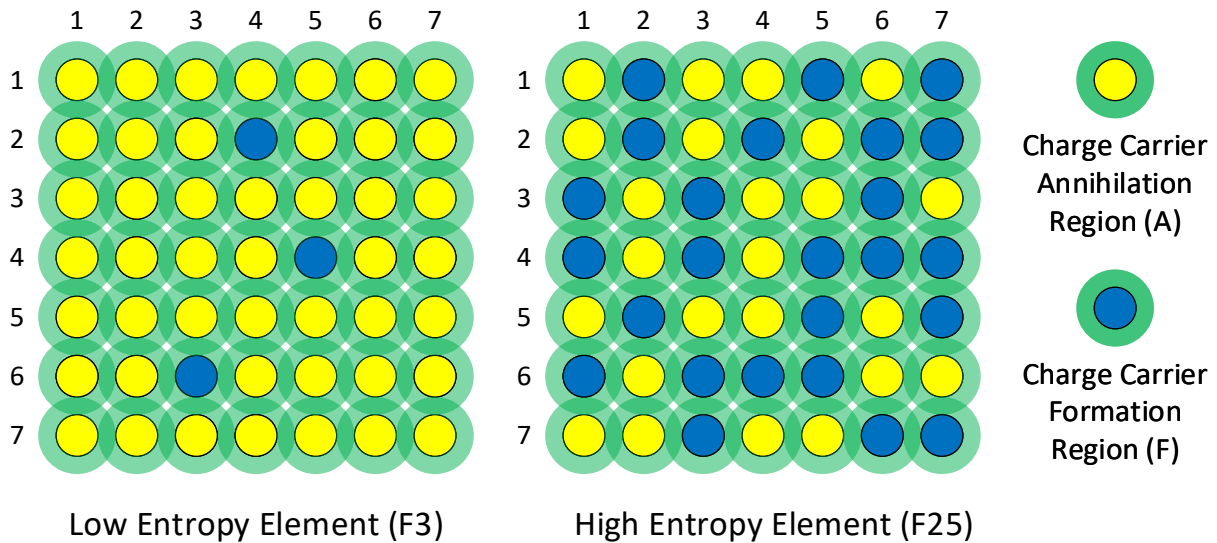 1 2 3 4 5 6 7
1
2
3
4
5
6
7
Low Entropy Element (F3)
1 2 3 4 5 6 7
1
2
3
4
5
6
7
High Entropy Element (F25)
Charge Carrier
Annihilation
Region (A)
Charge Carrier
Formation
Region (F)